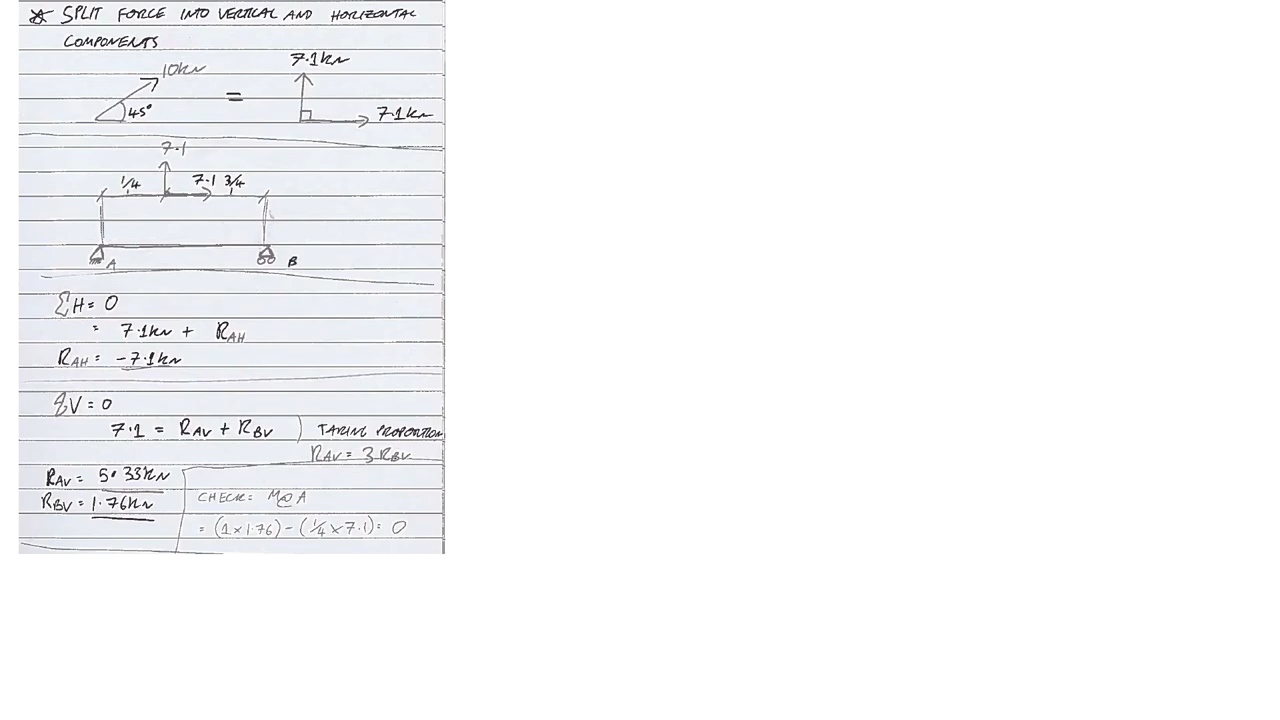 ☆ SPLIT FORCE INTO VERTICAL AND HORIZONTAL
COMPONENTS
10kN
45°
=
7.1kN
7.1kN
7.1
1/4
7.1
3/4
A
B
ΣH = 0
= 7.1kN + RAH
RAH = -7.1kN
ΣV = 0
7.1 = RAV + RBV ) TAKING PROPORTION
RAV = 3 RBV
RAV = 5.33kN
RBV = 1.76kN
CHECK: M@A
= (1 x 1.76) - (1/4 x 7.1) = 0